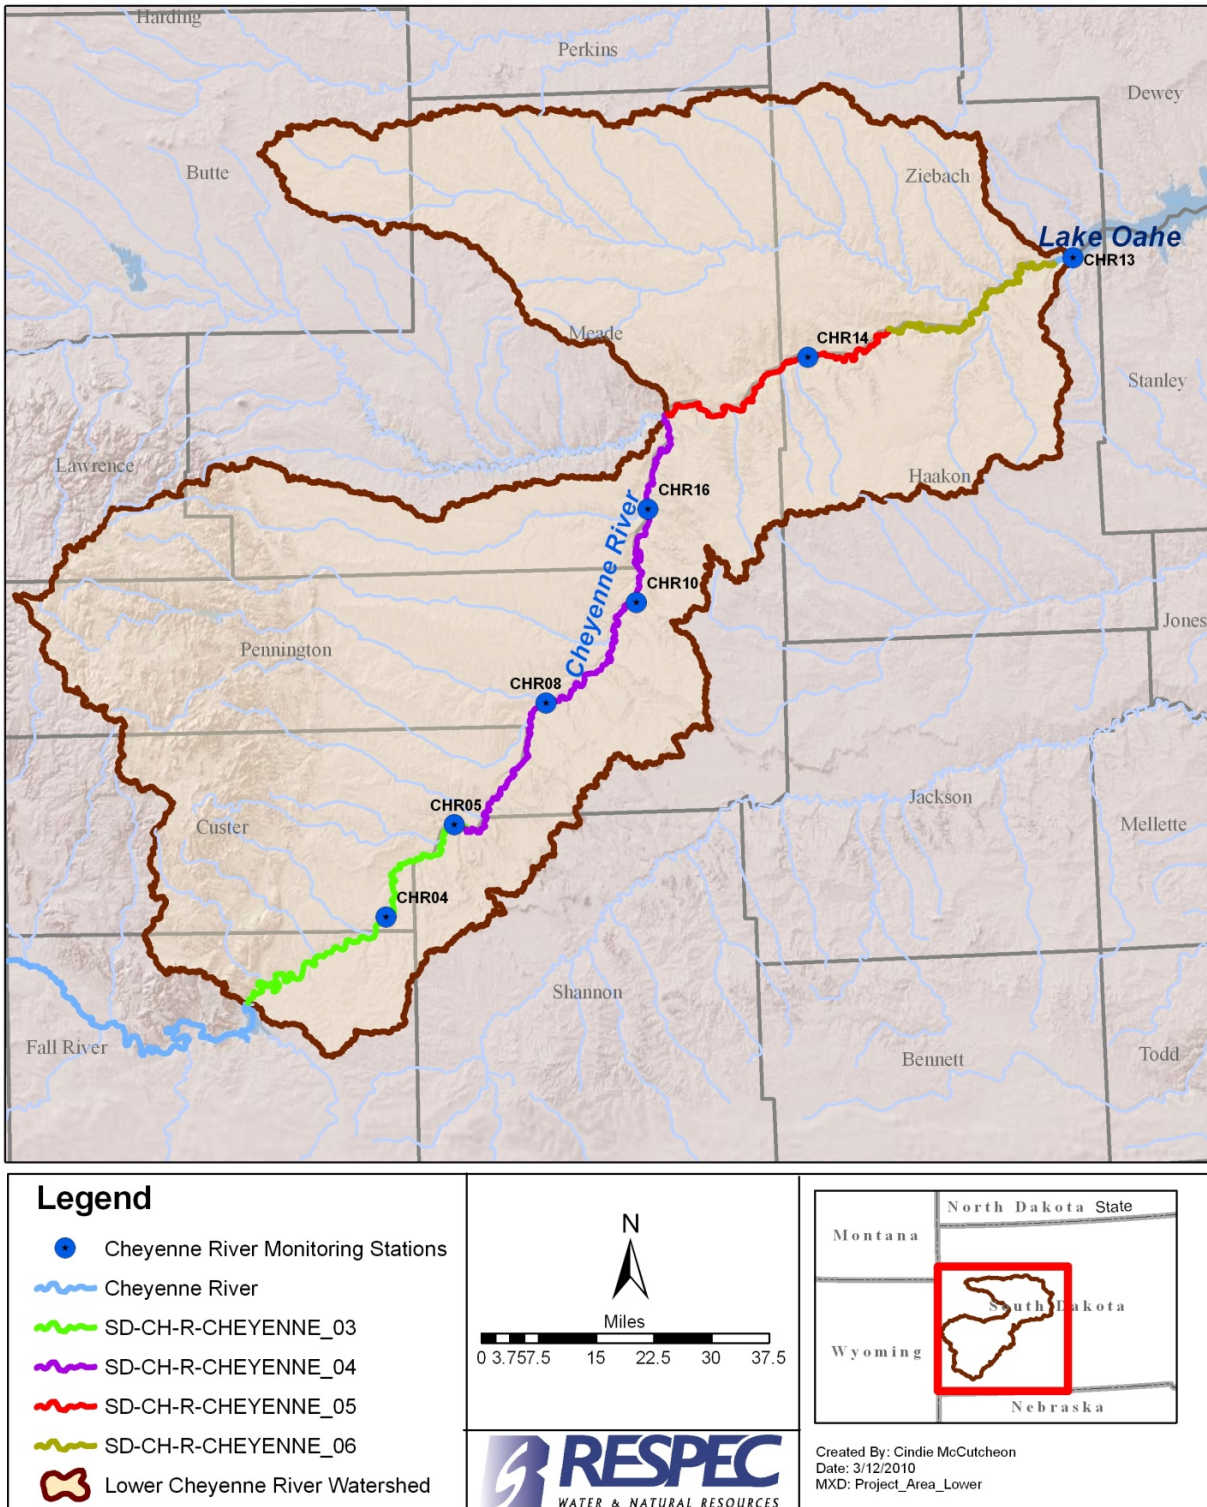 Harding
Perkins
Dewey
Butte
Ziebach
Lake Oahe
CHR13
Meade
CHR14
Stanley
Lawrence
Haakon
CHR16
Cheyenne River
CHR10
Jones
Pennington
CHR08
CHR05
Jackson
Custer
Mellette
CHR04
Shannon
Fall River
Bennett
Todd
Legend
Cheyenne River Monitoring Stations
Cheyenne River
SD-CH-R-CHEYENNE_03
SD-CH-R-CHEYENNE_04
SD-CH-R-CHEYENNE_05
SD-CH-R-CHEYENNE_06
Lower Cheyenne River Watershed
N
Miles
0 3.75 7.5 15 22.5 30 37.5
RESPEC
WATER & NATURAL RESOURCES
North Dakota State
Montana
South Dakota
Wyoming
Nebraska
Created By: Cindie McCutcheon
Date: 3/12/2010
MXD: Project_Area_Lower